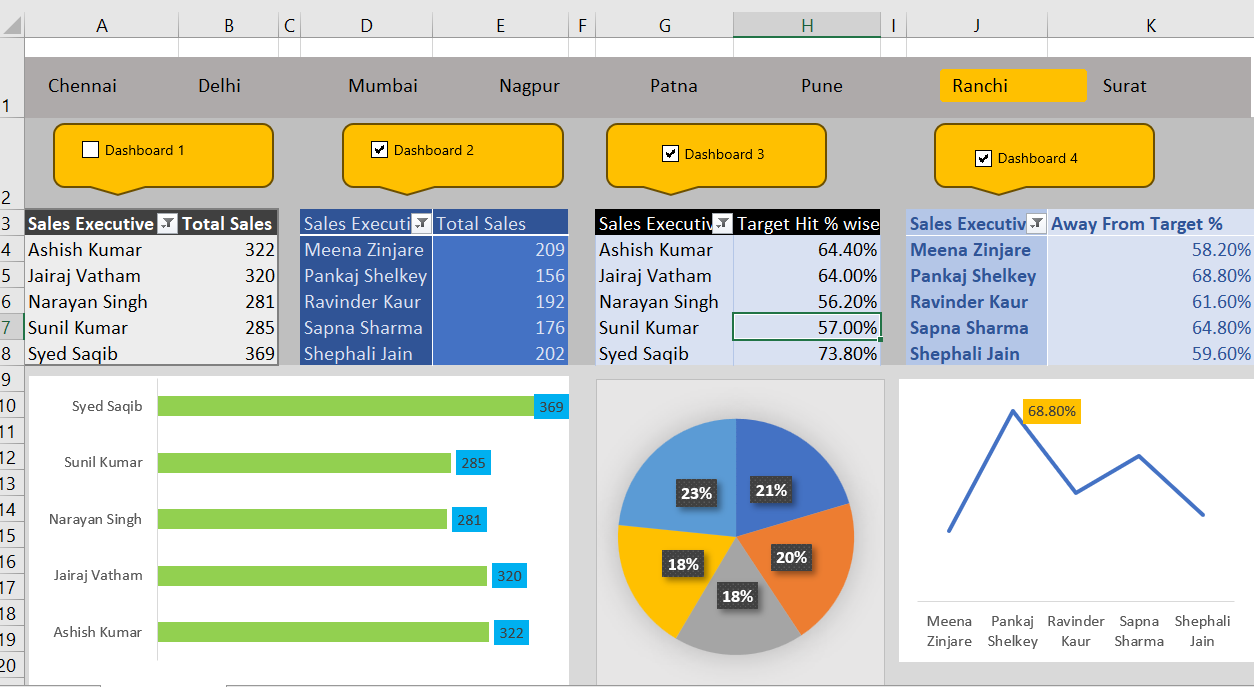 A B C D E F G H I J K
1 Chennai Delhi Mumbai Nagpur Patna Pune Ranchi Surat
2 Dashboard 1 Dashboard 2 Dashboard 3 Dashboard 4
3 Sales Executive Total Sales Sales Executi Total Sales Sales Executiv Target Hit % wise Sales Executiv Away From Target %
4 Ashish Kumar 322 Meena Zinjare 209 Ashish Kumar 64.40% Meena Zinjare 58.20%
5 Jairaj Vatham 320 Pankaj Shelkey 156 Jairaj Vatham 64.00% Pankaj Shelkey 68.80%
6 Narayan Singh 281 Ravinder Kaur 192 Narayan Singh 56.20% Ravinder Kaur 61.60%
7 Sunil Kumar 285 Sapna Sharma 176 Sunil Kumar 57.00% Sapna Sharma 64.80%
8 Syed Saqib 369 Shephali Jain 202 Syed Saqib 73.80% Shephali Jain 59.60%
9
10
11
12
13
14
15
16
17
18
19
20
Syed Saqib 369
Sunil Kumar 285
Narayan Singh 281
Jairaj Vatham 320
Ashish Kumar 322
23% 21%
18% 20%
18%
68.80%
Meena Pankaj Ravinder Sapna Shephali
Zinjare Shelkey Kaur Sharma Jain